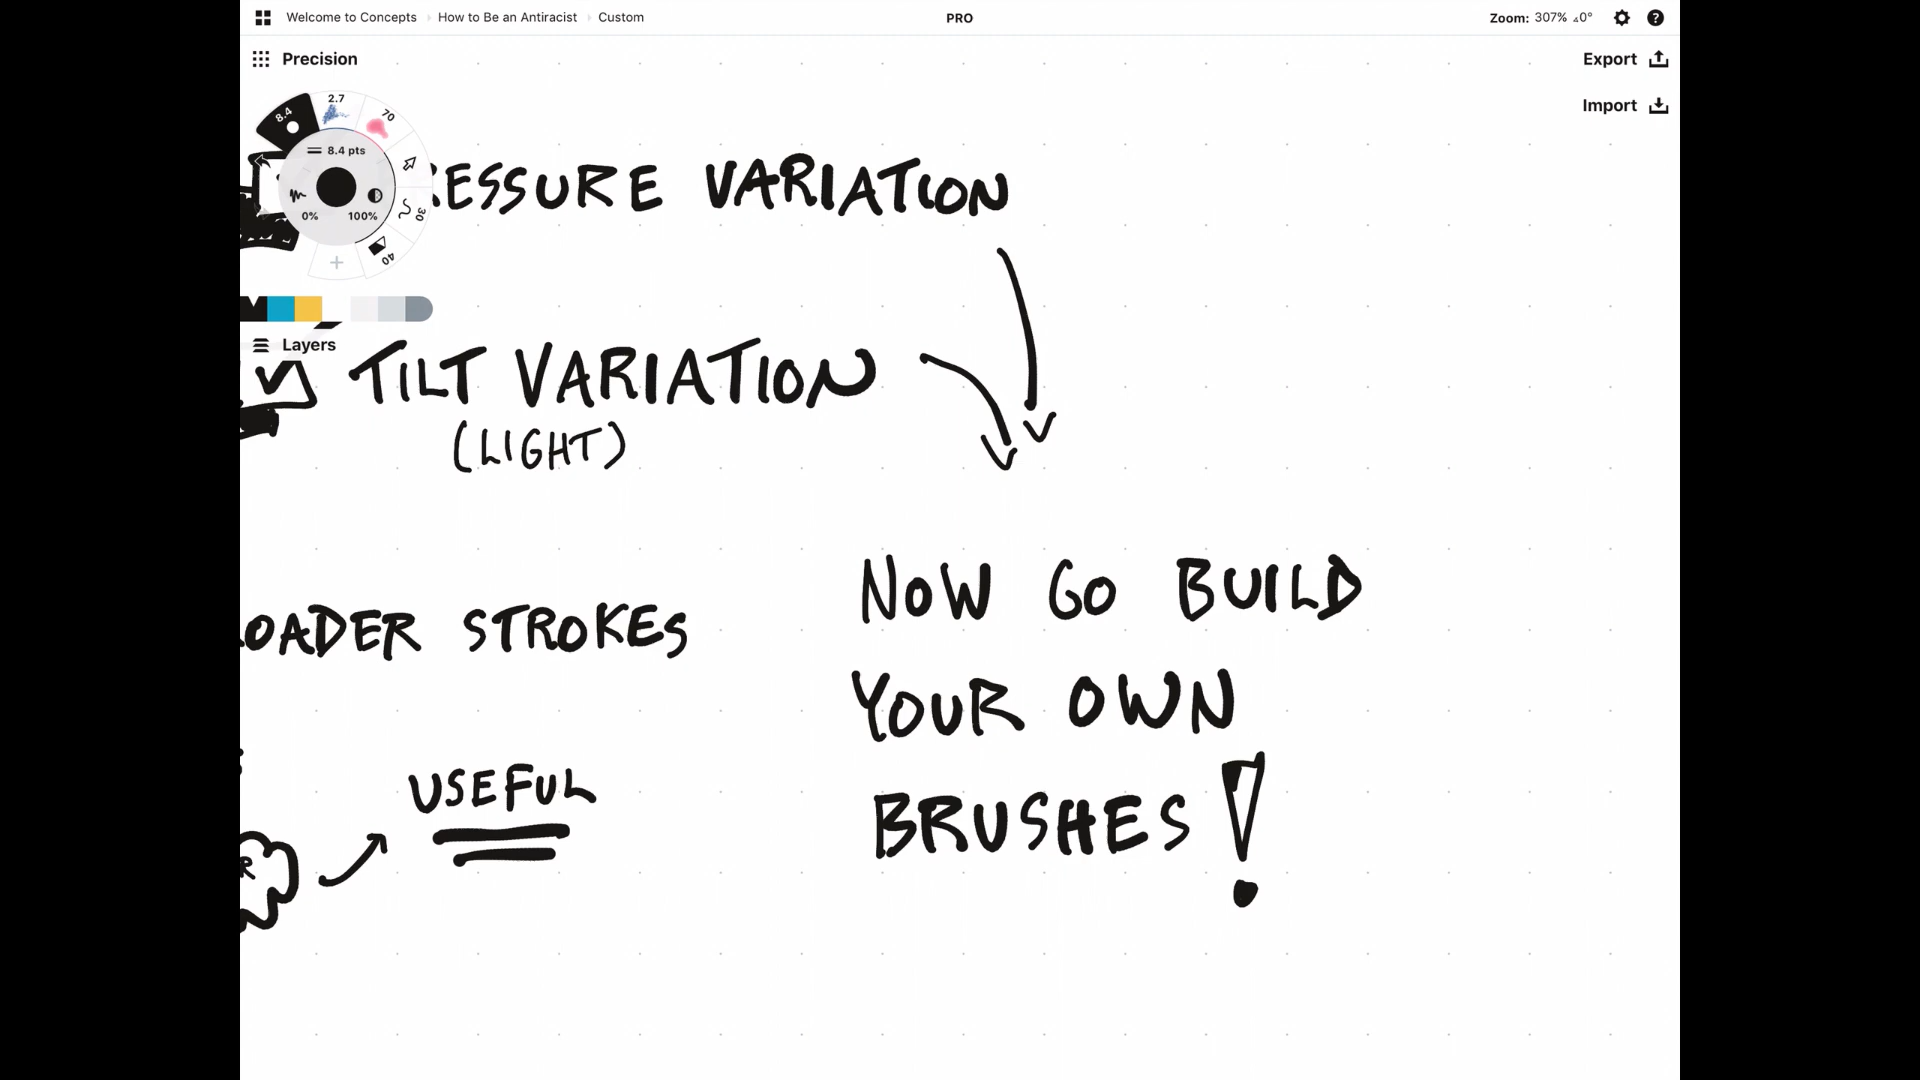 Welcome to Concepts › How to Be an Antiracist › Custom
PRO
Zoom: 307% ⊿0°
Precision
Export
Import
8.4
2.7
70
8.4 pts
0%
100%
30
40
Layers
RESSURE VARIATION
TILT VARIATION
(LIGHT)
OADER STROKES
USEFUL
R
NOW GO BUILD
YOUR OWN
BRUSHES!